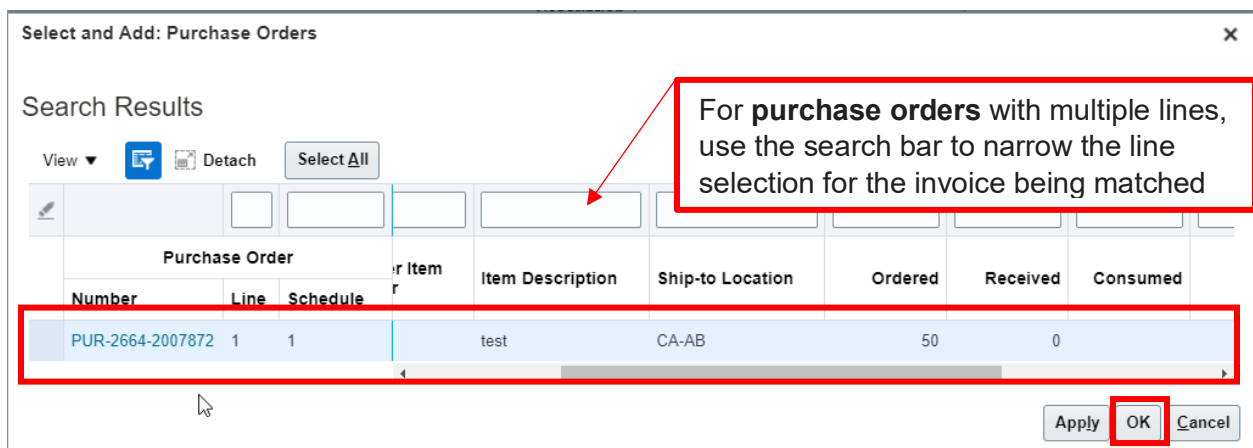 Select and Add: Purchase Orders
Search Results
For purchase orders with multiple lines,
use the search bar to narrow the line
selection for the invoice being matched
View Detach Select All
Purchase Order
Number Line Schedule Item Item Description Ship-to Location Ordered Received Consumed
PUR-2664-2007872 1 1 test CA-AB 50 0
Apply OK Cancel